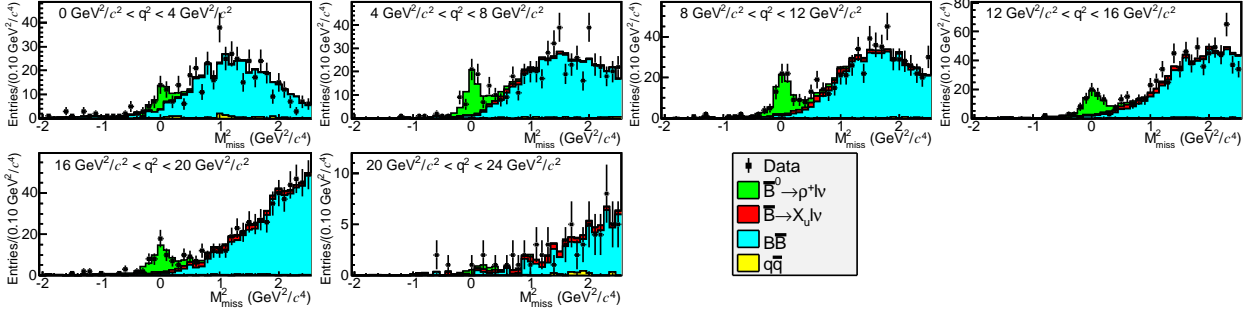 0 GeV²/c² < q² < 4 GeV²/c²
Entries/(0.10 GeV²/c⁴)
40
30
20
10
0
-2 -1 0 1 2
M²miss (GeV²/c⁴)
4 GeV²/c² < q² < 8 GeV²/c²
Entries/(0.10 GeV²/c⁴)
40
20
0
-2 -1 0 1 2
M²miss (GeV²/c⁴)
8 GeV²/c² < q² < 12 GeV²/c²
Entries/(0.10 GeV²/c⁴)
40
20
0
-2 -1 0 1 2
M²miss (GeV²/c⁴)
12 GeV²/c² < q² < 16 GeV²/c²
Entries/(0.10 GeV²/c⁴)
80
60
40
20
0
-2 -1 0 1 2
M²miss (GeV²/c⁴)
16 GeV²/c² < q² < 20 GeV²/c²
Entries/(0.10 GeV²/c⁴)
40
20
0
-2 -1 0 1 2
M²miss (GeV²/c⁴)
20 GeV²/c² < q² < 24 GeV²/c²
Entries/(0.10 GeV²/c⁴)
10
5
0
-2 -1 0 1 2
M²miss (GeV²/c⁴)
Data
B̅⁰→ρ⁺lν
B̅→Xᵤlν
BB̅
qq̅